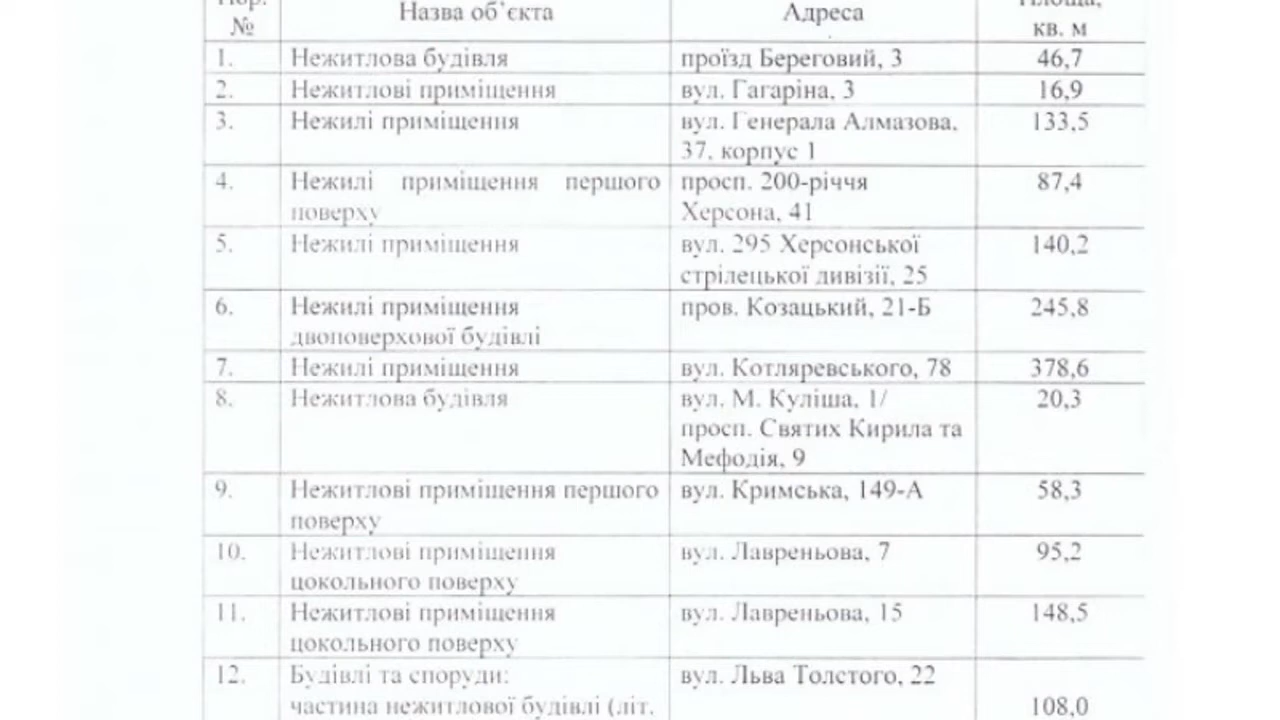 № Назва об'єкта Адреса кв. м
1. Нежитлова будівля проїзд Береговий, 3 46,7
2. Нежитлові приміщення вул. Гагаріна, 3 16,9
3. Нежилі приміщення вул. Генерала Алмазова, 133,5
37, корпус 1
4. Нежилі приміщення першого просп. 200-річчя 87,4
поверху Херсона, 41
5. Нежилі приміщення вул. 295 Херсонської 140,2
стрілецької дивізії, 25
6. Нежилі приміщення пров. Козацький, 21-Б 245,8
двоповерхової будівлі
7. Нежилі приміщення вул. Котляревського, 78 378,6
8. Нежитлова будівля вул. М. Куліша, 1/ 20,3
просп. Святих Кирила та
Мефодія, 9
9. Нежитлові приміщення першого вул. Кримська, 149-А 58,3
поверху
10. Нежитлові приміщення вул. Лавреньова, 7 95,2
цокольного поверху
11. Нежитлові приміщення вул. Лавреньова, 15 148,5
цокольного поверху
12. Будівлі та споруди: вул. Льва Толстого, 22
частина нежитлової будівлі (літ. 108,0